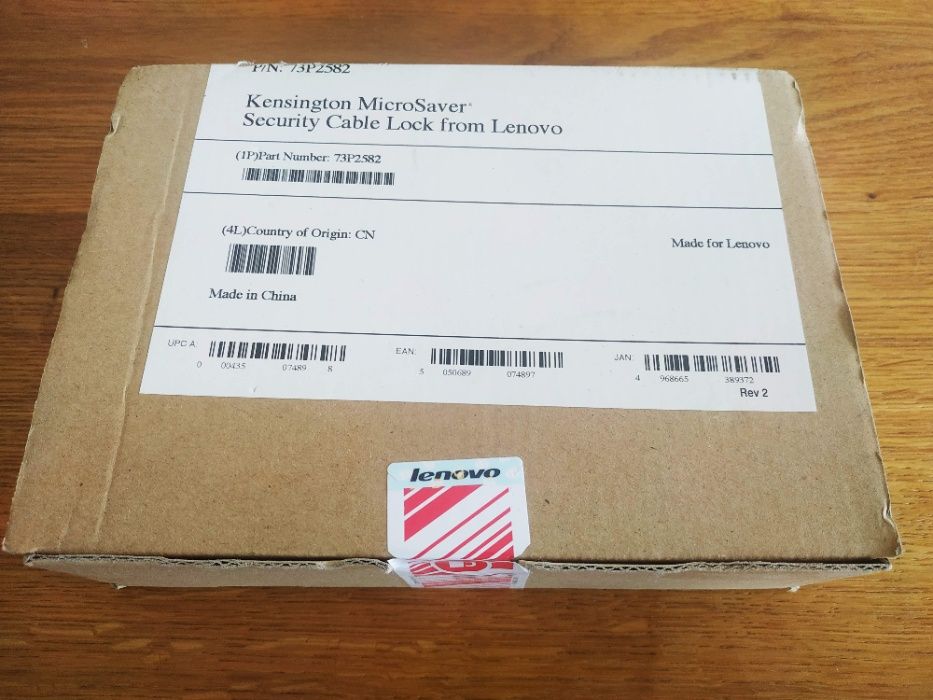 P/N: 73P2582
Kensington MicroSaver®
Security Cable Lock from Lenovo
(1P)Part Number: 73P2582
(4L)Country of Origin: CN
Made for Lenovo
Made in China
UPC A:
0 00435 07489 8
EAN:
5 050689 074897
JAN:
4 968665 389372
Rev 2
lenovo